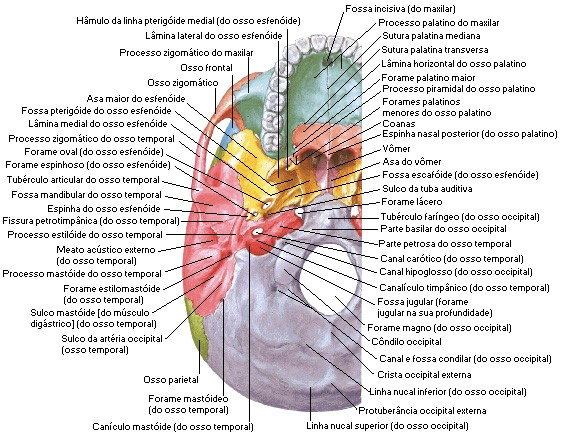 Hâmulo da linha pterigóide medial (do osso esfenóide)
Lâmina lateral do osso esfenóide
Processo zigomático do maxilar
Osso frontal
Osso zigomático
Asa maior do esfenóide
Fossa pterigóide do osso esfenóide
Lâmina medial do osso esfenóide
Processo zigomático do osso temporal
Forame oval (do osso esfenóide)
Forame espinhoso (do osso esfenóide)
Tubérculo articular do osso temporal
Fossa mandibular do osso temporal
Espinha do osso esfenóide
Fissura petrotimpânica (do osso temporal)
Processo estilóide do osso temporal
Meato acústico externo
(do osso temporal)
Processo mastóide do osso temporal
Forame estilomastóide
(do osso temporal)
Sulco mastóide [do músculo
digástrico] (do osso temporal)
Sulco da artéria occipital
(osso temporal)
Osso parietal
Forame mastóideo
(do osso temporal)
Canículo mastóide (do osso temporal)
Fossa incisiva (do maxilar)
Processo palatino do maxilar
Sutura palatina mediana
Sutura palatina transversa
Lâmina horizontal do osso palatino
Forame palatino maior
Processo piramidal do osso palatino
Forames palatinos
menores do osso palatino
Coanas
Espinha nasal posterior (do osso palatino)
Vômer
Asa do vômer
Fossa escafóide (do osso esfenóide)
Sulco da tuba auditiva
Forame lácero
Tubérculo faríngeo (do osso occipital)
Parte basilar do osso occipital
Parte petrosa do osso temporal
Canal carótico (do osso temporal)
Canal hipoglosso (do osso occipital)
Canalículo timpânico (do osso temporal)
Fossa jugular (forame
jugular na sua profundidade)
Forame magno (do osso occipital)
Côndilo occipital
Canal e fossa condilar (do osso occipital)
Crista occipital externa
Linha nucal inferior (do osso occipital)
Protuberância occipital externa
Linha nucal superior (do osso occipital)